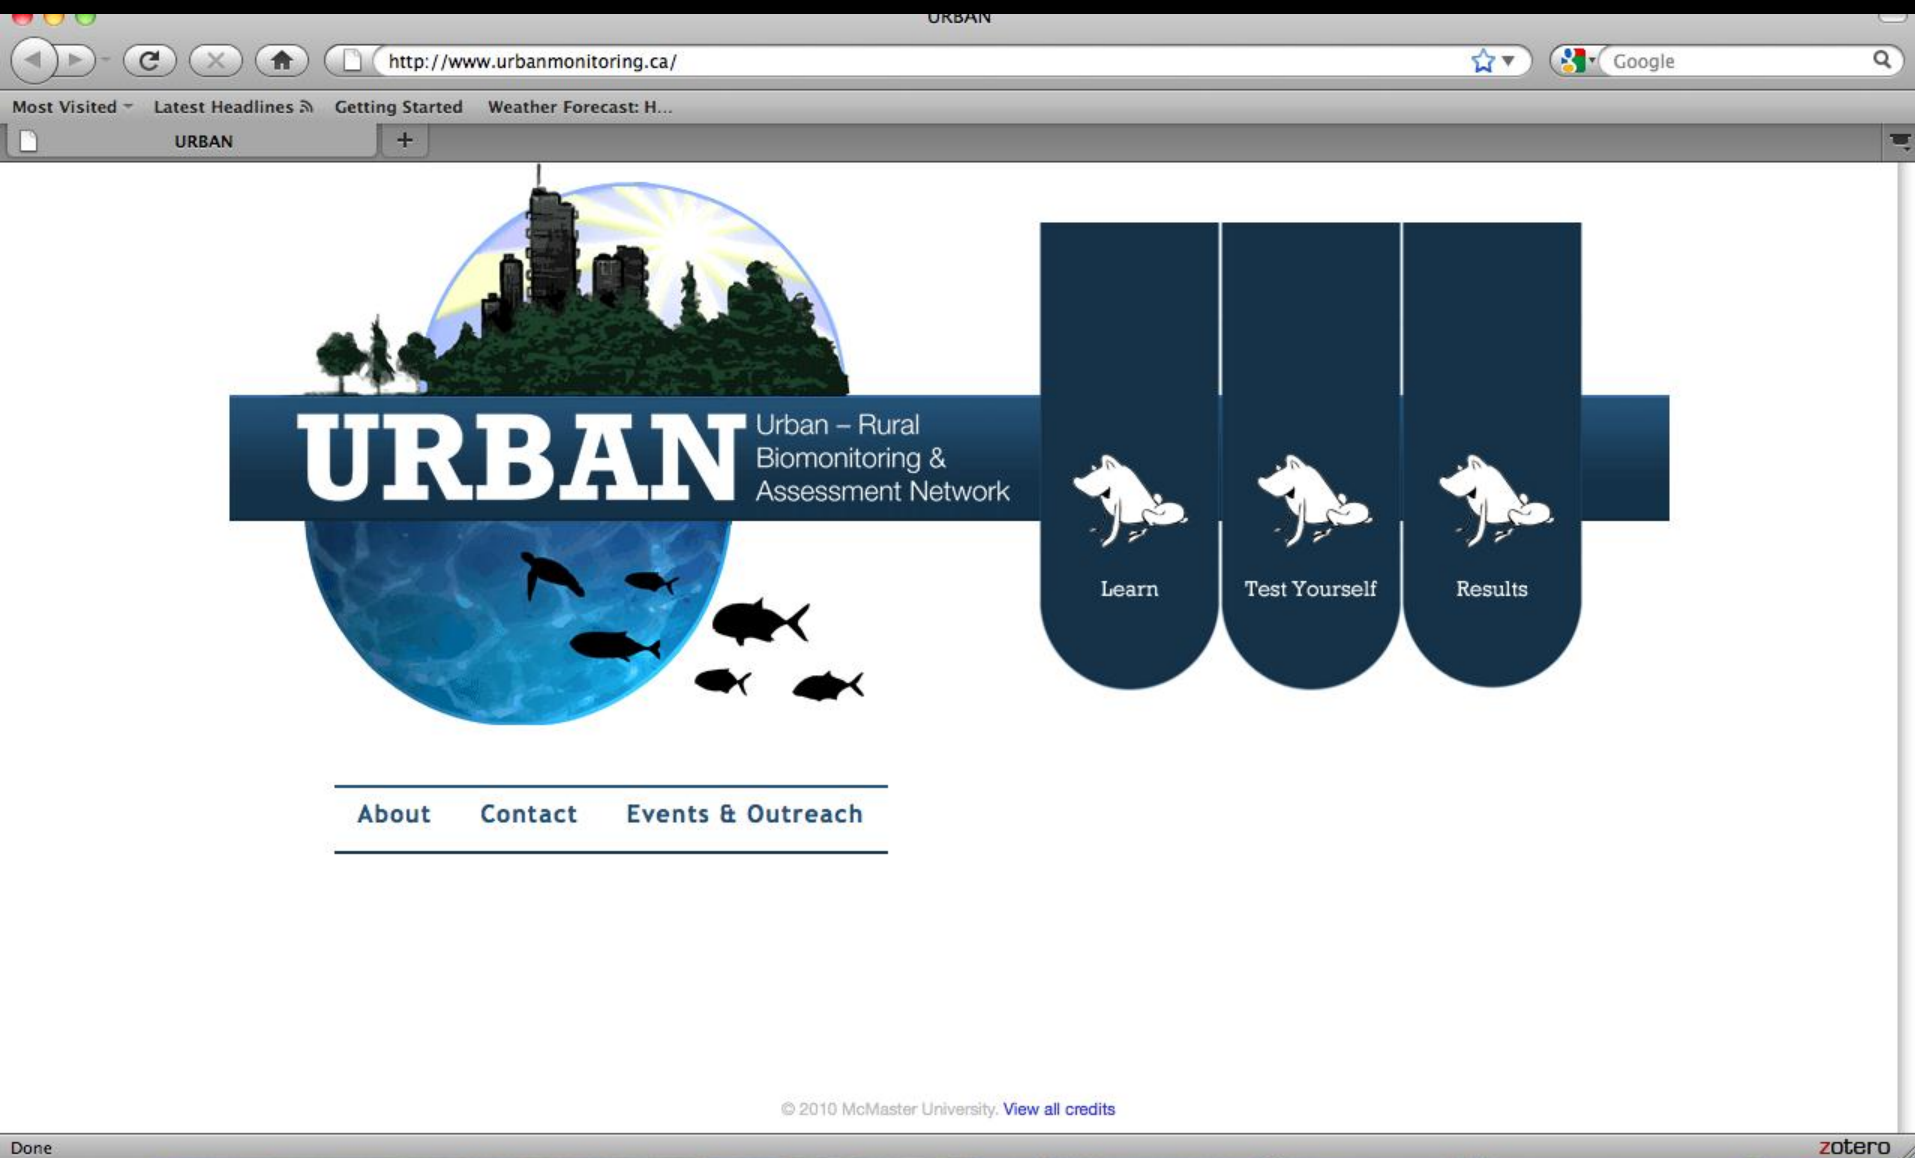 URBAN
http://www.urbanmonitoring.ca/
Google
Most Visited Latest Headlines Getting Started Weather Forecast: H...
URBAN +
URBAN
Urban – Rural
Biomonitoring &
Assessment Network
Learn Test Yourself Results
About Contact Events & Outreach
© 2010 McMaster University. View all credits
Done zotero